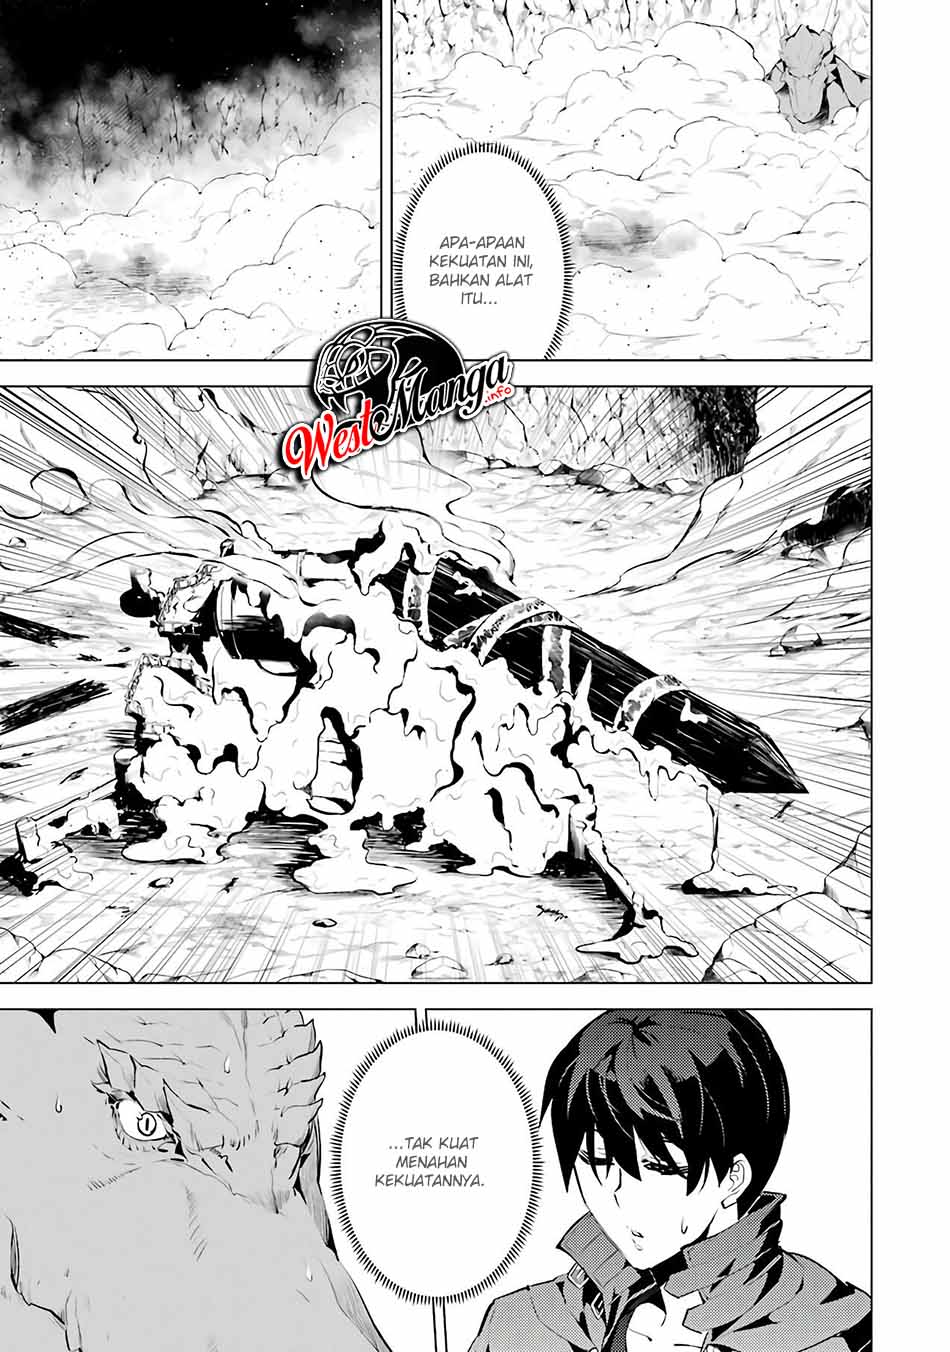 APA-APAAN
KEKUATAN INI,
BAHKAN ALAT
ITU...
WestManga
.info
...TAK KUAT
MENAHAN
KEKUATANNYA.